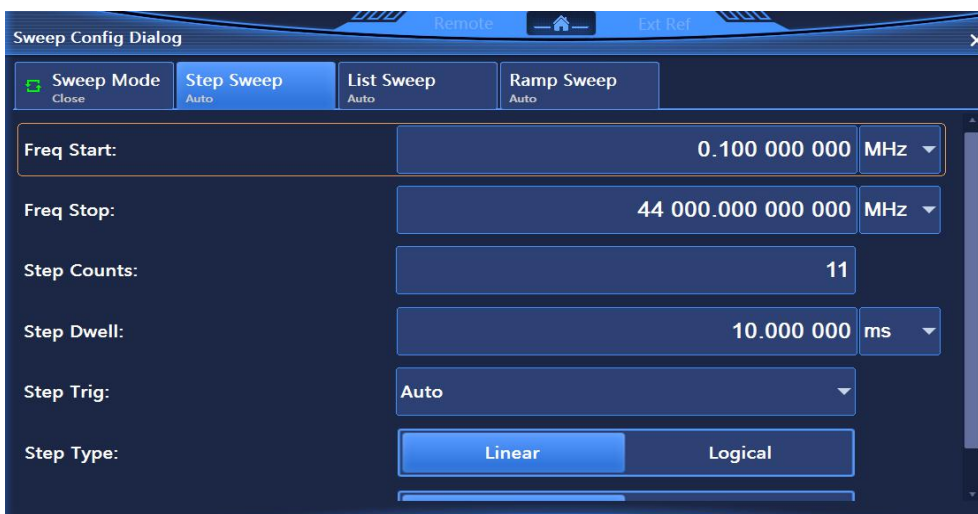 Remote Ext Ref
Sweep Config Dialog
Sweep Mode Step Sweep List Sweep Ramp Sweep
Close Auto Auto Auto
Freq Start: 0.100 000 000 MHz
Freq Stop: 44 000.000 000 000 MHz
Step Counts: 11
Step Dwell: 10.000 000 ms
Step Trig: Auto
Step Type: Linear Logical